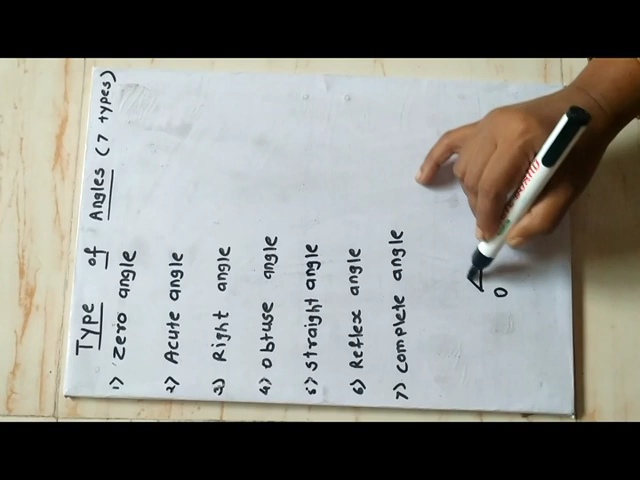 Type of Angles (7 types)
1) Zero angle
2) Acute angle
3) Right angle
4) Obtuse angle
5) Straight angle
6) Reflex angle
7) complete angle
O